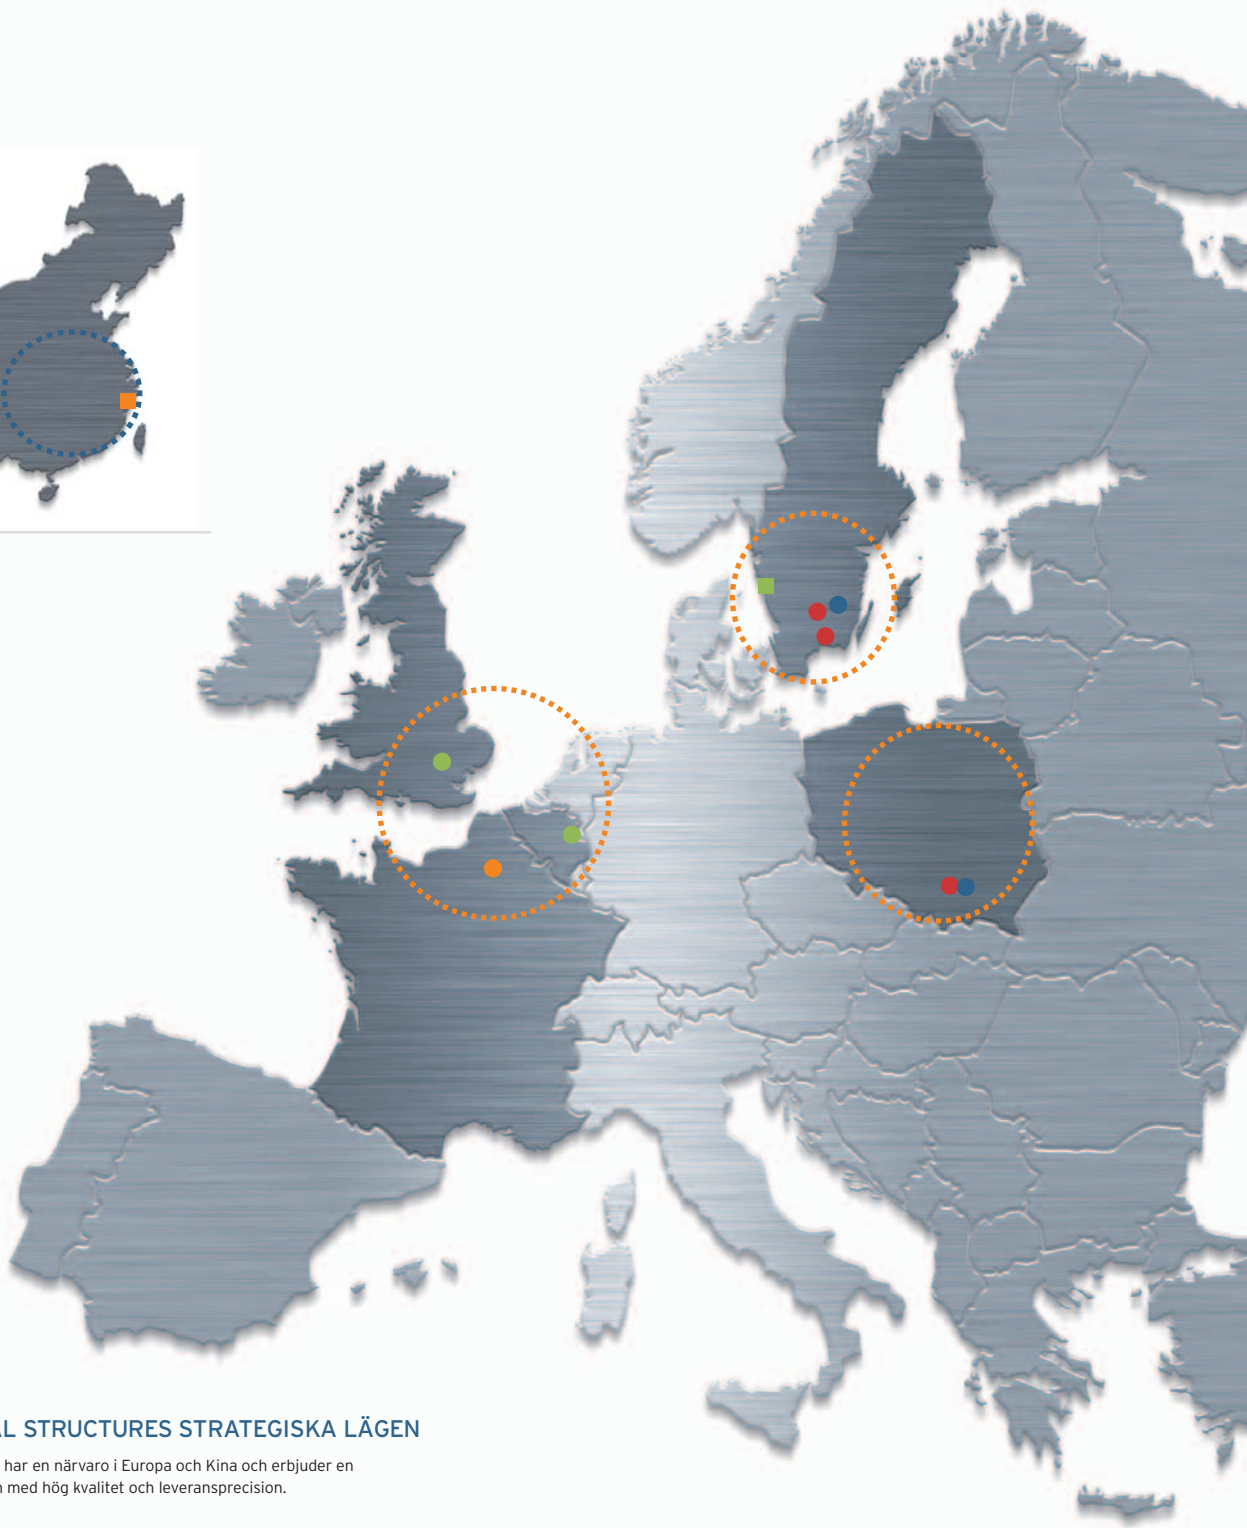 L STRUCTURES STRATEGISKA LÄGEN
har en närvaro i Europa och Kina och erbjuder en
med hög kvalitet och leveransprecision.